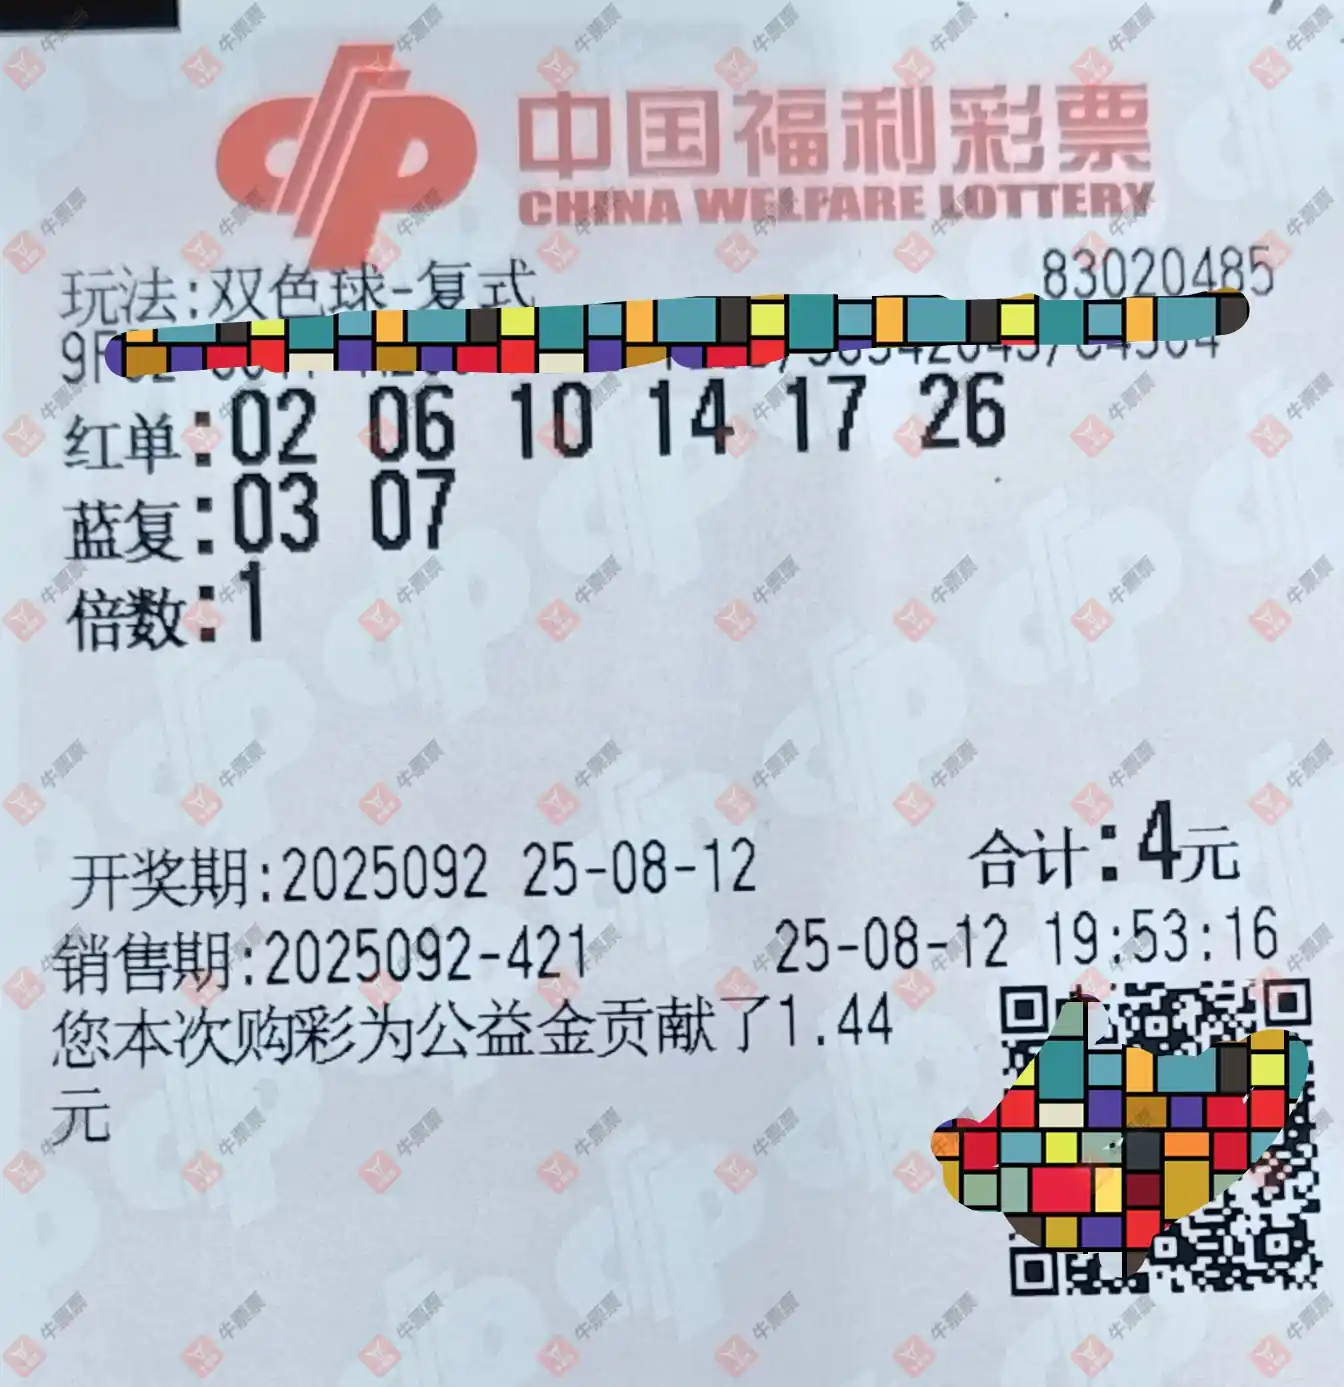 中国福利彩票
CHINA WELFARE LOTTERY
玩法:双色球-复式 83020485
红单:02 06 10 14 17 26
蓝复:03 07
倍数:1
开奖期:2025092 25-08-12 合计:4元
销售期:2025092-421 25-08-12 19:53:16
您本次购彩为公益金贡献了1.44
元
牛票票